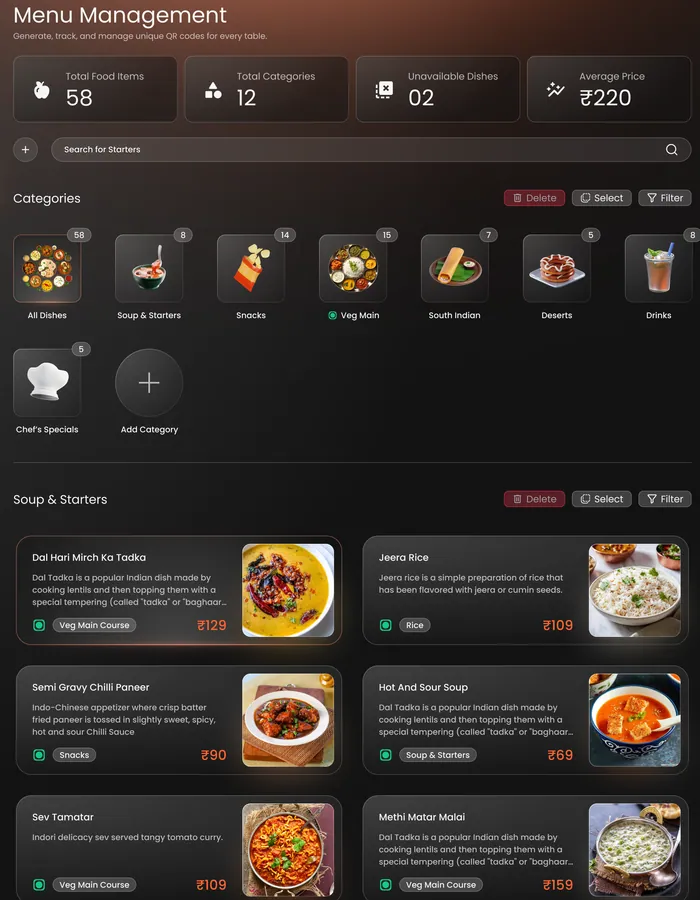 Menu Management
Generate, track, and manage unique QR codes for every table.
Total Food Items
58
Total Categories
12
Unavailable Dishes
02
Average Price
₹220
Search for Starters
Categories
Delete
Select
Filter
58
8
14
15
7
5
8
All Dishes
Soup & Starters
Snacks
Veg Main
South Indian
Deserts
Drinks
5
Chef's Specials
Add Category
Soup & Starters
Delete
Select
Filter
Dal Hari Mirch Ka Tadka
Dal Tadka is a popular Indian dish made by
cooking lentils and then topping them with a
special tempering (called "tadka" or "baghaar...
Veg Main Course
₹129
Jeera Rice
Jeera rice is a simple preparation of rice that
has been flavored with jeera or cumin seeds.
Rice
₹109
Semi Gravy Chilli Paneer
Indo-Chinese appetizer where crisp batter
fried paneer is tossed in slightly sweet, spicy,
hot and sour Chilli Sauce
Snacks
₹90
Hot And Sour Soup
Dal Tadka is a popular Indian dish made by
cooking lentils and then topping them with a
special tempering (called "tadka" or "baghaar...
Soup & Starters
₹69
Sev Tamatar
Indori delicacy sev served tangy tomato curry.
Veg Main Course
₹109
Methi Matar Malai
Dal Tadka is a popular Indian dish made by
cooking lentils and then topping them with a
special tempering (called "tadka" or "baghaar...
Veg Main Course
₹159